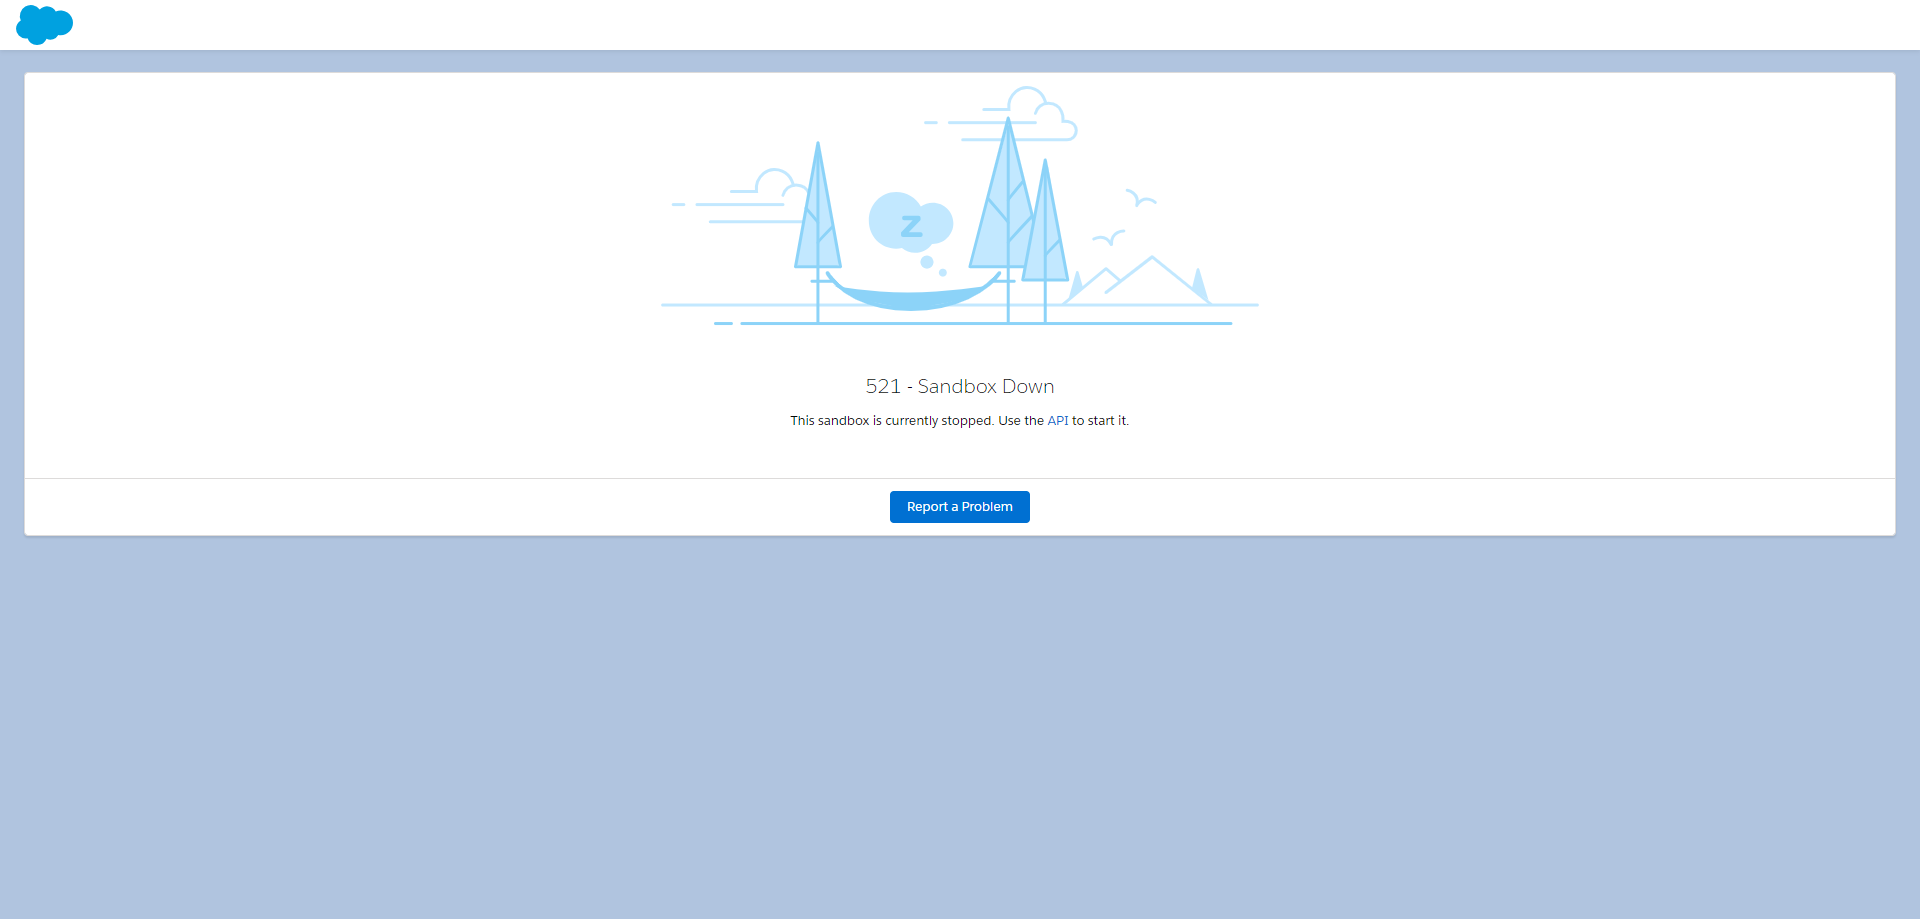 z
521 - Sandbox Down
This sandbox is currently stopped. Use the API to start it.
Report a Problem